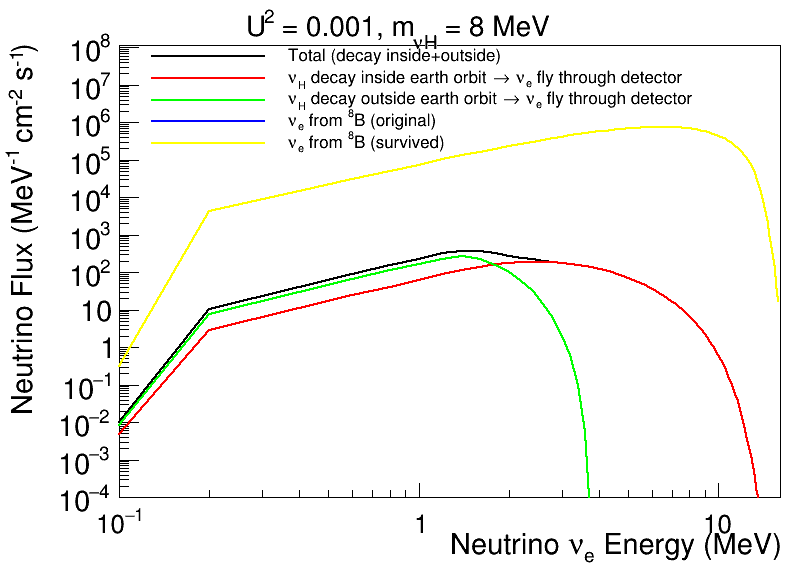 U² = 0.001, m_νH = 8 MeV
Total (decay inside+outside)
ν_H decay inside earth orbit → ν_e fly through detector
ν_H decay outside earth orbit → ν_e fly through detector
ν_e from ⁸B (original)
ν_e from ⁸B (survived)
Neutrino Flux (MeV⁻¹ cm⁻² s⁻¹)
10⁸
10⁷
10⁶
10⁵
10⁴
10³
10²
10
1
10⁻¹
10⁻²
10⁻³
10⁻⁴
10⁻¹ 1 10
Neutrino ν_e Energy (MeV)